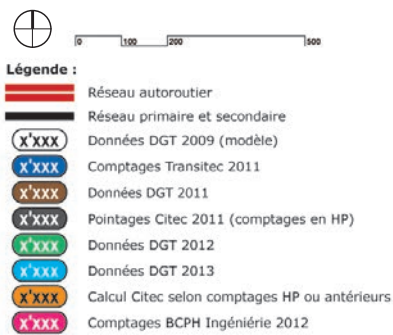 0 100 200 500
Légende :
Réseau autoroutier
Réseau primaire et secondaire
x'xxx Données DGT 2009 (modèle)
x'xxx Comptages Transitec 2011
x'xxx Données DGT 2011
x'xxx Pointages Citec 2011 (comptages en HP)
x'xxx Données DGT 2012
x'xxx Données DGT 2013
x'xxx Calcul Citec selon comptages HP ou antérieurs
x'xxx Comptages BCPH Ingéniérie 2012